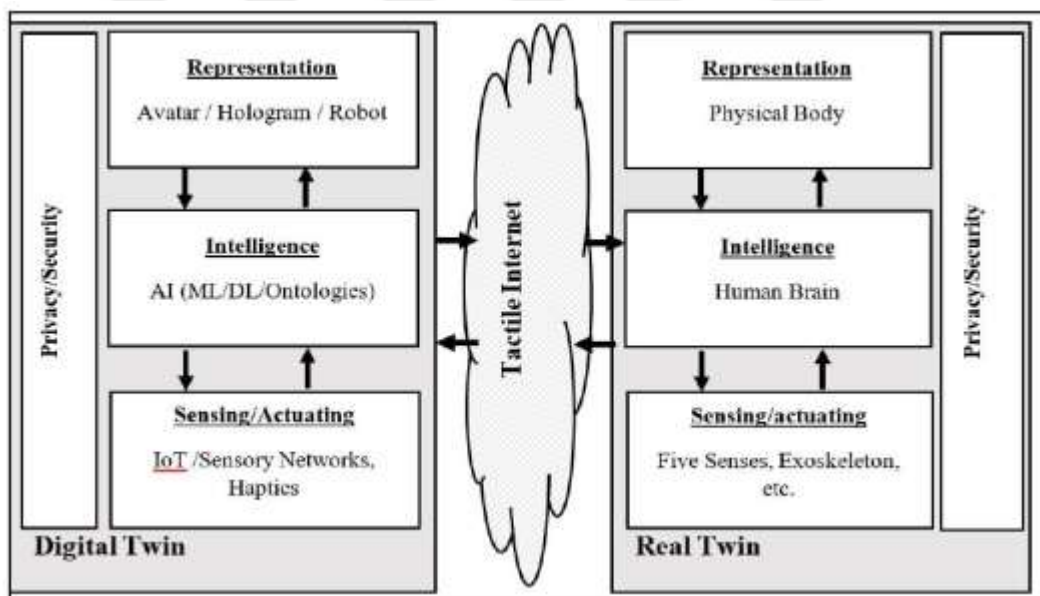 Privacy/Security
Representation
Avatar / Hologram / Robot
Intelligence
AI (ML/DL/Ontologies)
Sensing/Actuating
IoT /Sensory Networks,
Haptics
Digital Twin
Tactile Internet
Representation
Physical Body
Intelligence
Human Brain
Sensing/actuating
Five Senses, Exoskeleton,
etc.
Real Twin
Privacy/Security